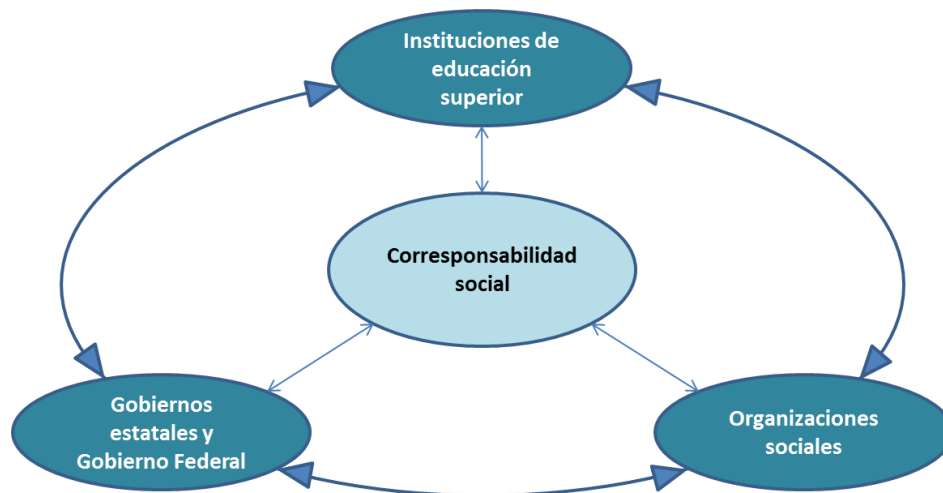 Instituciones de
educación
superior
Corresponsabilidad
social
Gobiernos
estatales y
Gobierno Federal
Organizaciones
sociales